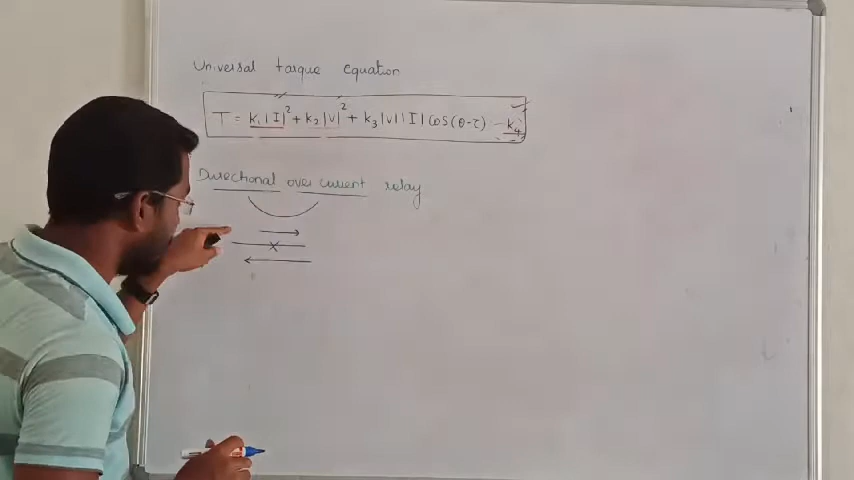 Universal torque equation
T = k₁|I|² + k₂|V|² + k₃|V||I| Cos(θ-τ) - k₄
Directional over current relay